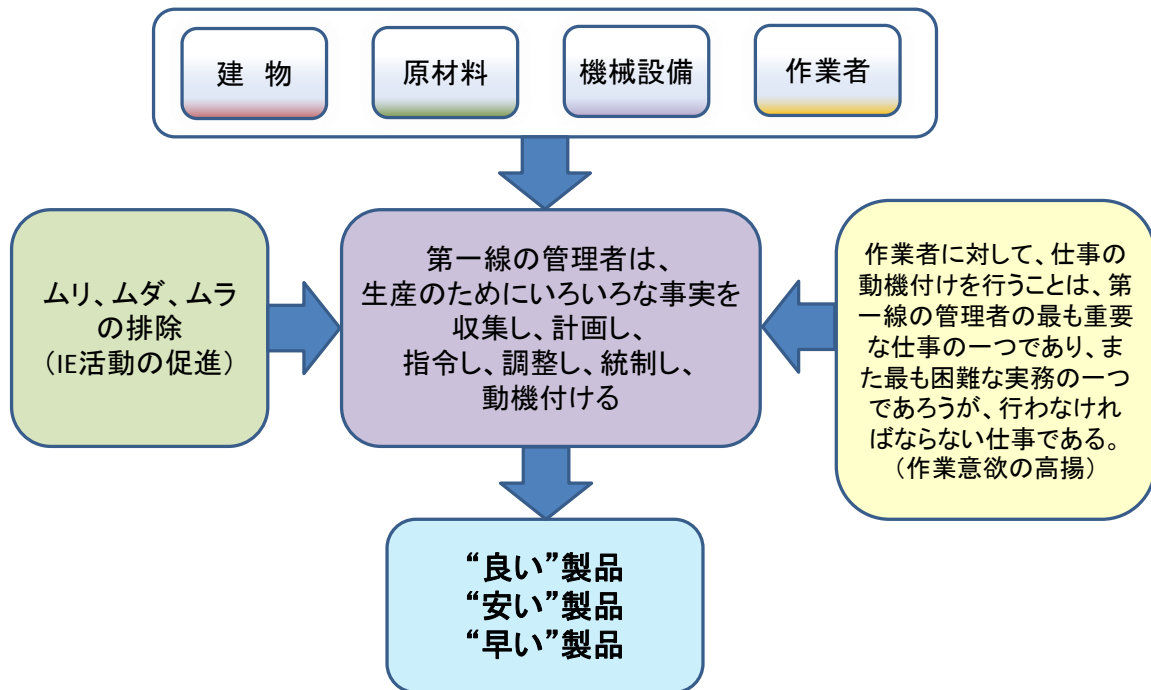 建 物
原材料
機械設備
作業者
ムリ、ムダ、ムラ
の排除
（IE活動の促進）
第一線の管理者は、
生産のためにいろいろな事実を
収集し、計画し、
指令し、調整し、統制し、
動機付ける
作業者に対して、仕事の
動機付けを行うことは、第
一線の管理者の最も重要
な仕事の一つであり、ま
た最も困難な実務の一つ
であろうが、行わなけれ
ばならない仕事である。
（作業意欲の高揚）
“良い”製品
“安い”製品
“早い”製品